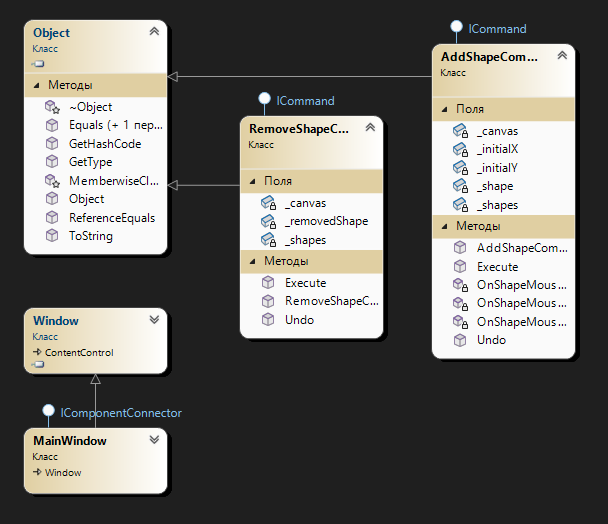 Object
Класс
Методы
~Object
Equals (+ 1 пер...
GetHashCode
GetType
MemberwiseCl...
Object
ReferenceEquals
ToString
ICommand
RemoveShapeC...
Класс
Поля
_canvas
_removedShape
_shapes
Методы
Execute
RemoveShapeC...
Undo
ICommand
AddShapeCom...
Класс
Поля
_canvas
_initialX
_initialY
_shape
_shapes
Методы
AddShapeCom...
Execute
OnShapeMous...
OnShapeMous...
OnShapeMous...
Undo
Window
Класс
ContentControl
IComponentConnector
MainWindow
Класс
Window